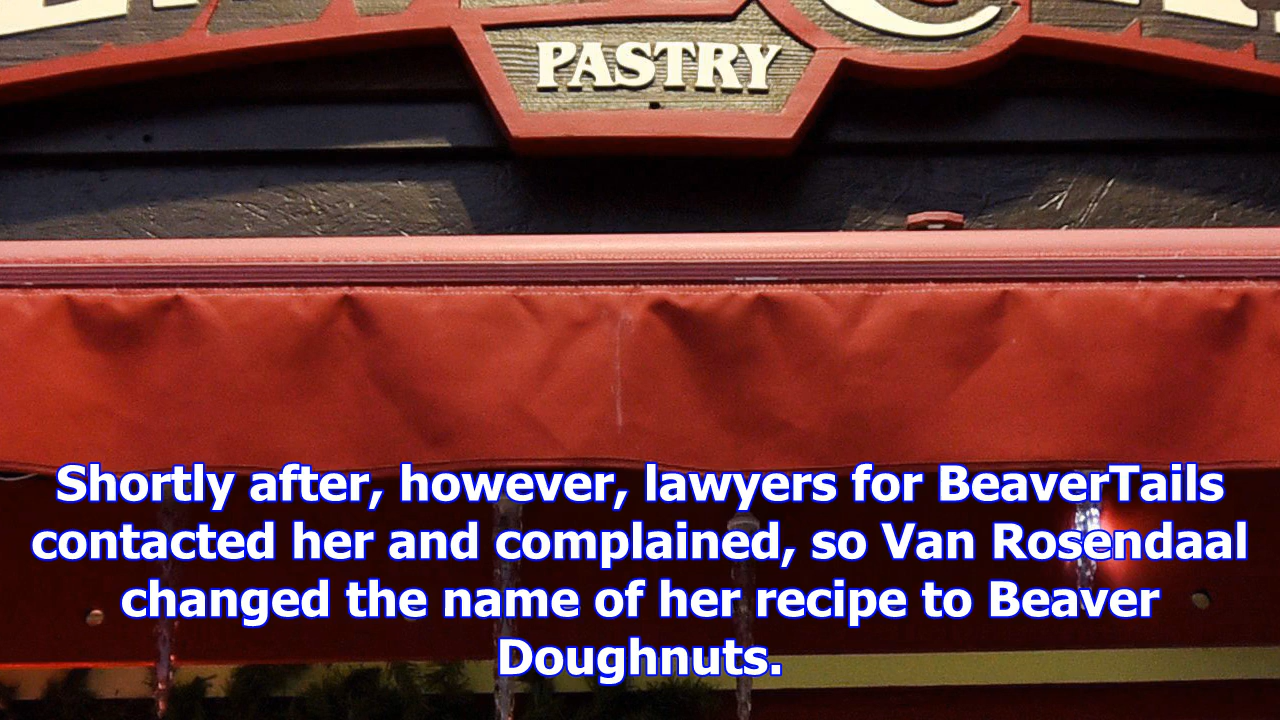 PASTRY
Shortly after, however, lawyers for BeaverTails
contacted her and complained, so Van Rosendaal
changed the name of her recipe to Beaver
Doughnuts.